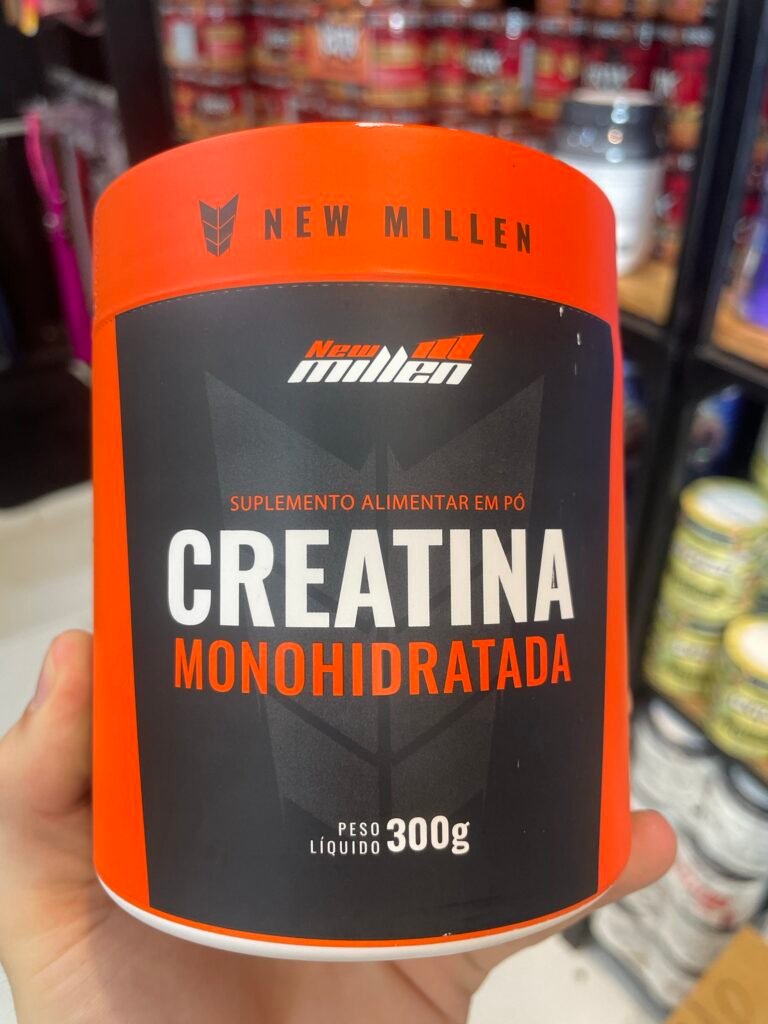 NEW MILLEN
New
millen
SUPLEMENTO ALIMENTAR EM PÓ
CREATINA
MONOHIDRATADA
PESO
LÍQUIDO 300g